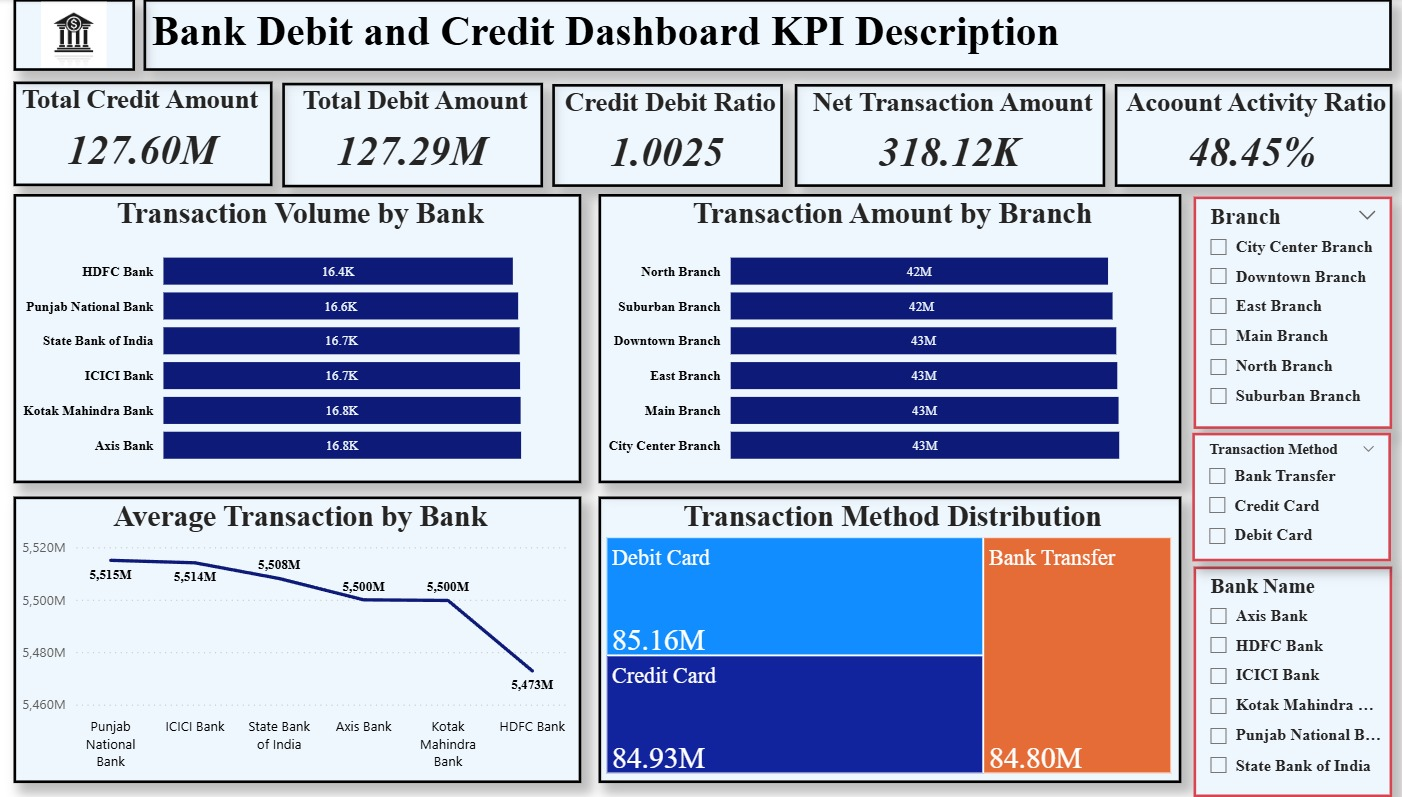 $
Bank Debit and Credit Dashboard KPI Description
Total Credit Amount
127.60M
Total Debit Amount
127.29M
Credit Debit Ratio
1.0025
Net Transaction Amount
318.12K
Acoount Activity Ratio
48.45%
Transaction Volume by Bank
HDFC Bank 16.4K
Punjab National Bank 16.6K
State Bank of India 16.7K
ICICI Bank 16.7K
Kotak Mahindra Bank 16.8K
Axis Bank 16.8K
Transaction Amount by Branch
North Branch 42M
Suburban Branch 42M
Downtown Branch 43M
East Branch 43M
Main Branch 43M
City Center Branch 43M
Branch
City Center Branch
Downtown Branch
East Branch
Main Branch
North Branch
Suburban Branch
Transaction Method
Bank Transfer
Credit Card
Debit Card
Bank Name
Axis Bank
HDFC Bank
ICICI Bank
Kotak Mahindra ...
Punjab National B...
State Bank of India
Average Transaction by Bank
5,520M
5,500M
5,480M
5,460M
5,515M
5,514M
5,508M
5,500M
5,500M
5,473M
Punjab
National
Bank
ICICI Bank
State Bank
of India
Axis Bank
Kotak
Mahindra
Bank
HDFC Bank
Transaction Method Distribution
Debit Card
85.16M
Credit Card
84.93M
Bank Transfer
84.80M